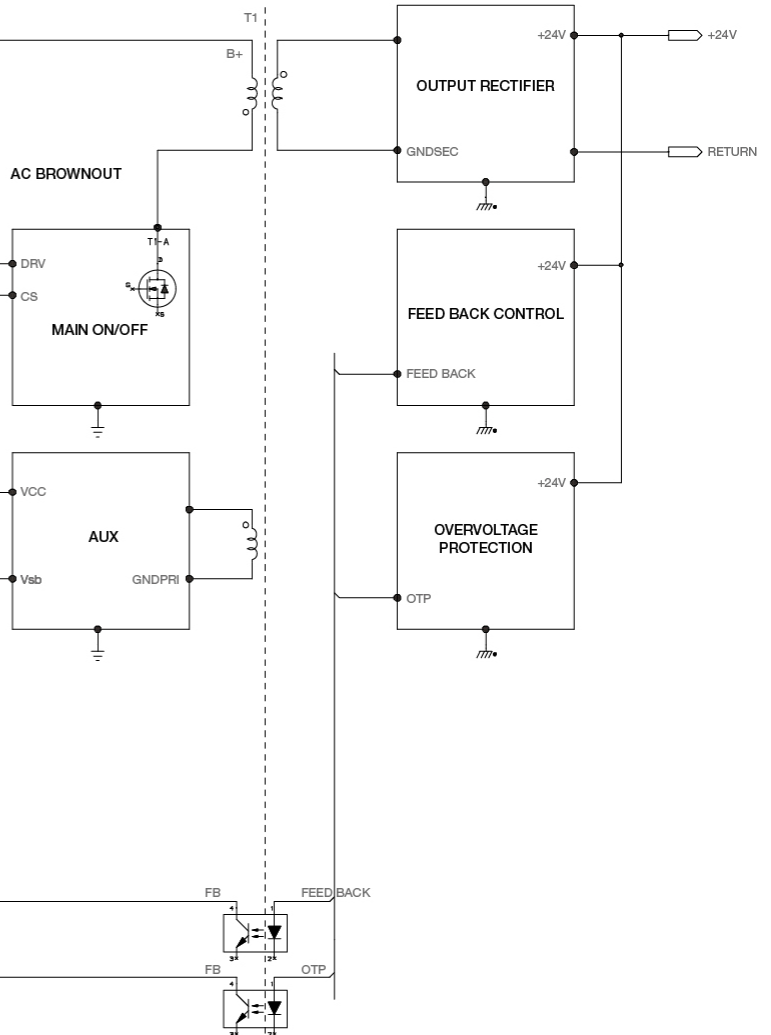 T1
B+
+24V
+24V
OUTPUT RECTIFIER
GNDSEC
RETURN
AC BROWNOUT
T1-A
DRV
CS
MAIN ON/OFF
+24V
FEED BACK CONTROL
FEED BACK
VCC
AUX
Vsb
GNDPRI
+24V
OVERVOLTAGE
PROTECTION
OTP
FB
FEED BACK
4
1
3
2
FB
OTP
4
1
3
2